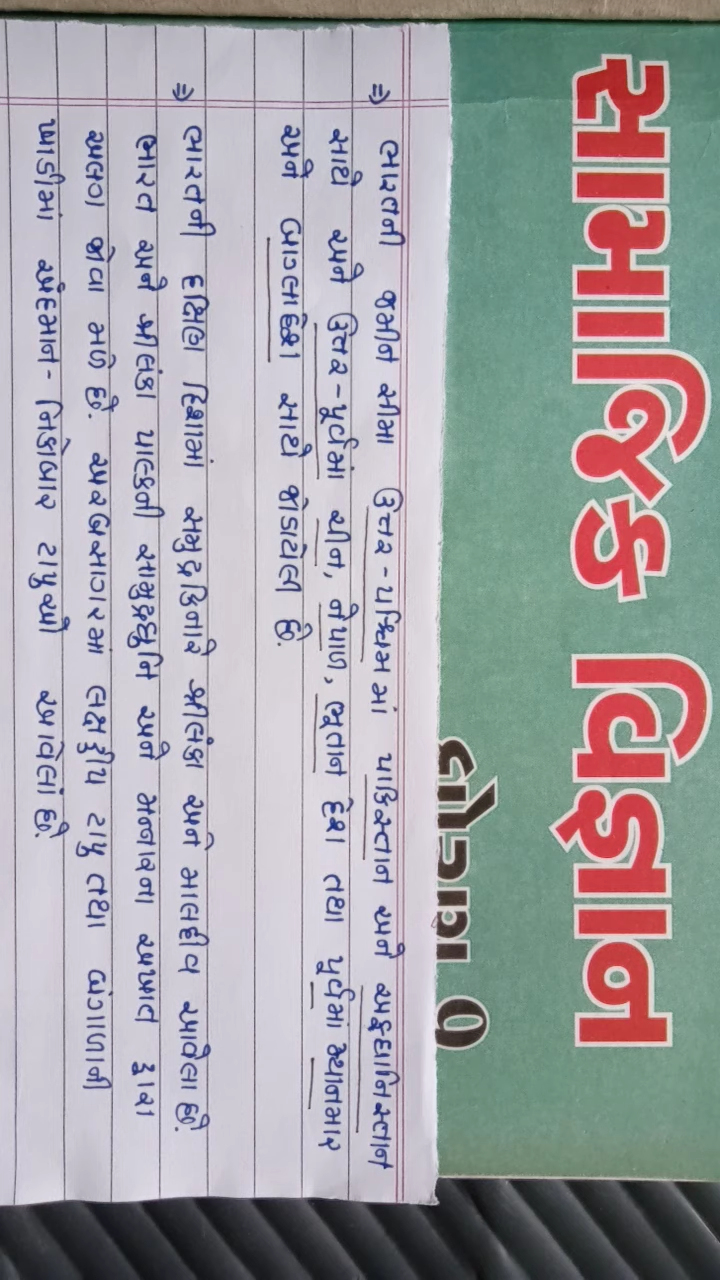 સામાજિક વિજ્ઞાન
ધોરણ 9
⇒ ભારતની જમીન સીમા ઉત્તર-પશ્ચિમ માં પાકિસ્તાન અને અફઘાનિસ્તાન
સાથે અને ઉત્તર-પૂર્વમાં ચીન, નેપાળ, ભૂતાન દેશ તથા પૂર્વમાં મ્યાનમાર
અને બાંગ્લાદેશ સાથે જોડાયેલ છે.
⇒ ભારતની દક્ષિણ દિશામાં સમુદ્રકિનારે શ્રીલંકા અને માલદીવ આવેલા છે.
ભારત અને શ્રીલંકા પાલ્કની સામુદ્રધુનિ અને મન્નારના અખાત દ્વારા
અલગ જોવા મળે છે. અરબસાગરમાં લક્ષદ્વીપ ટાપુ તથા બંગાળની
ખાડીમાં અંદમાન-નિકોબાર ટાપુઓ આવેલાં છે.